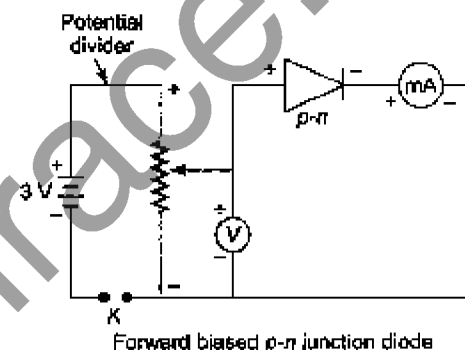 Potential
divider
+
+ −
mA
+ −
p-n
+
3 V
−
+
V
−
−
K
Forward biased p-n junction diode